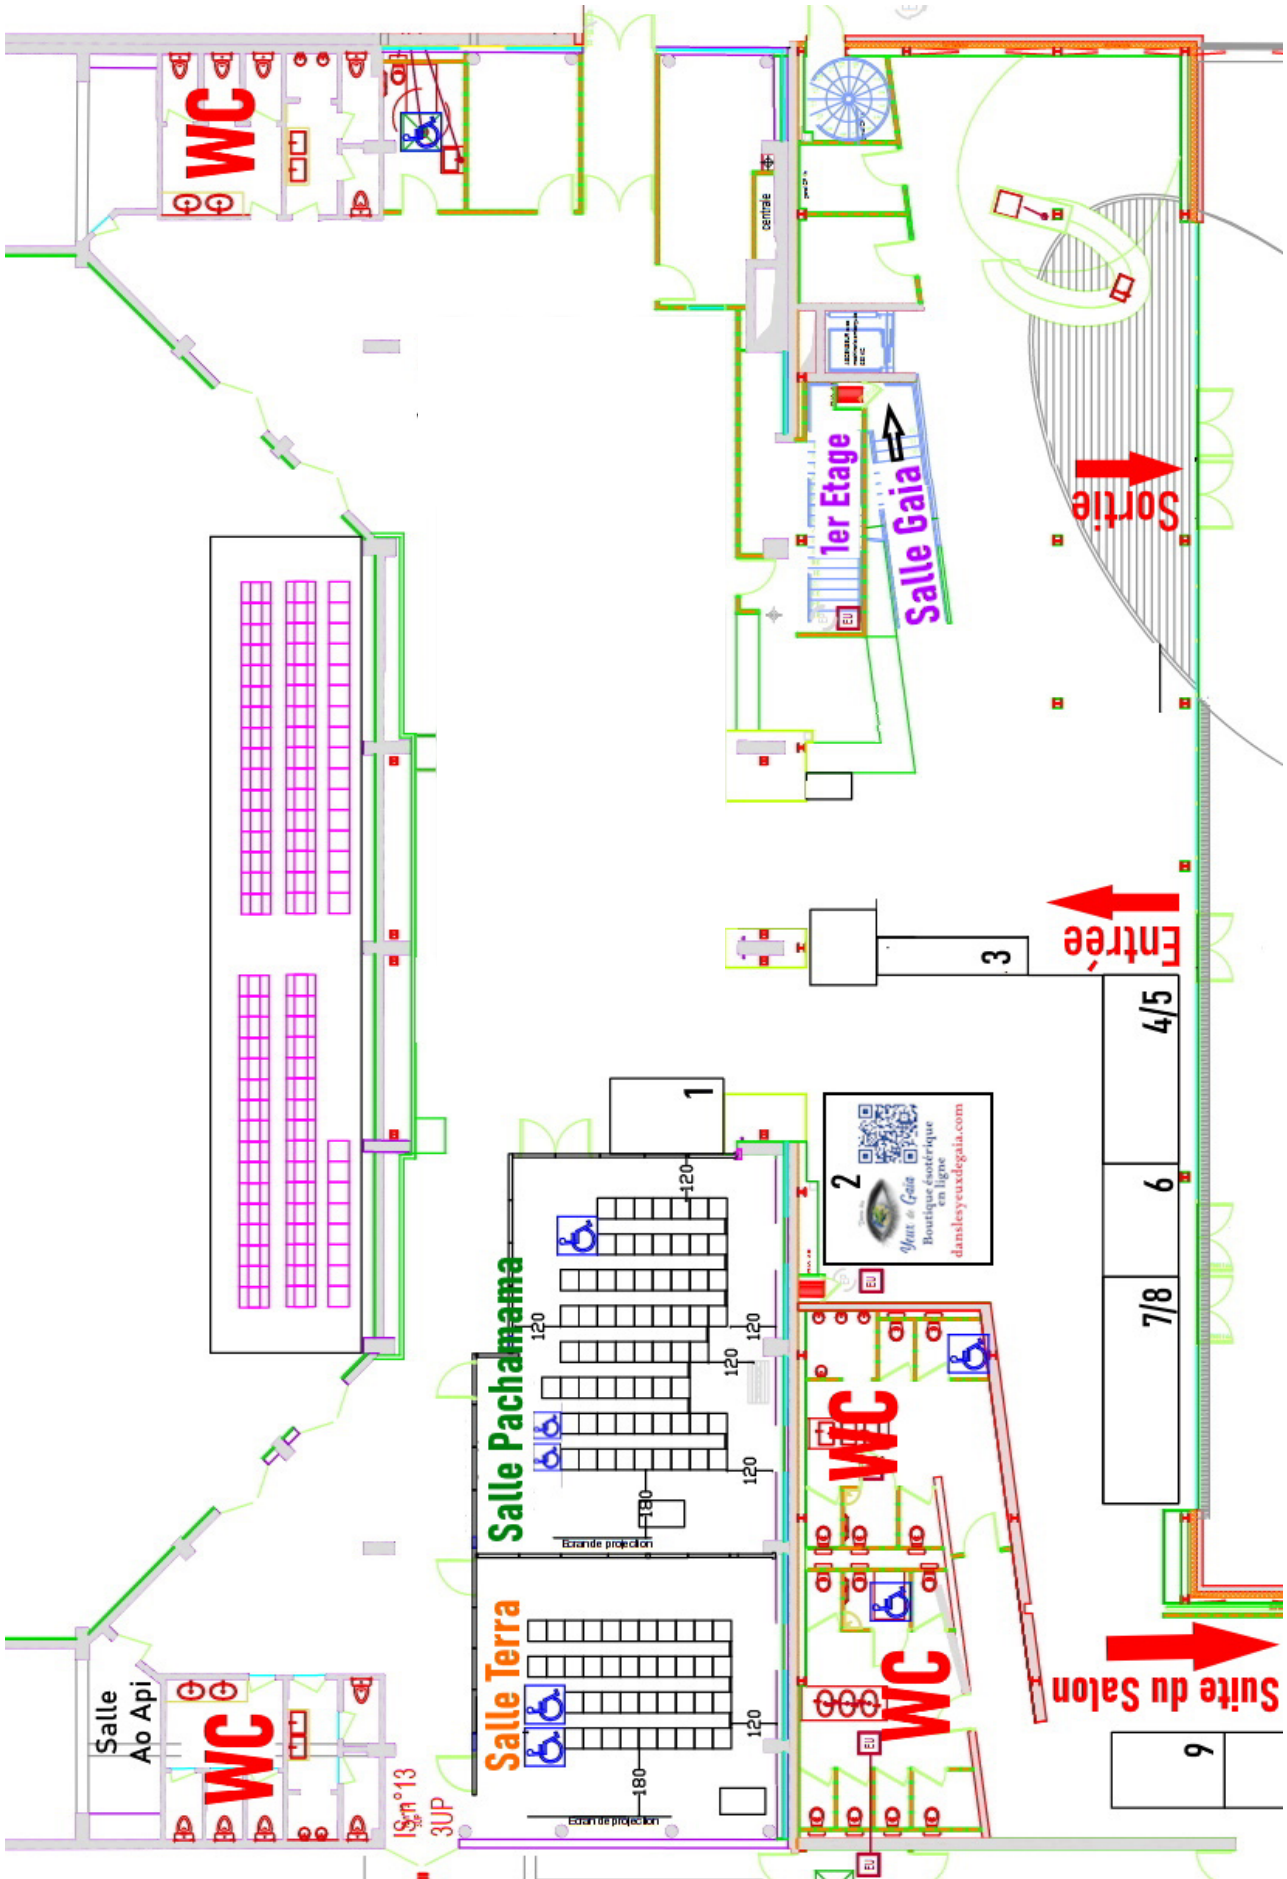 WC
WC
centrale
1er Etage
Salle Gaia
Sortie
EU
Entrée
3
4/5
1
2
Yeux de Gaia
Boutique ésotérique
en ligne
danslesyeuxdegaia.com
6
7/8
EU
Salle Pachamama
120
120
120
120
120
180
Ecran de projection
WC
Salle Terra
120
180
Ecran de projection
WC
EU
EU
Suite du Salon
9
Salle
Ao Api
n°13
3UP